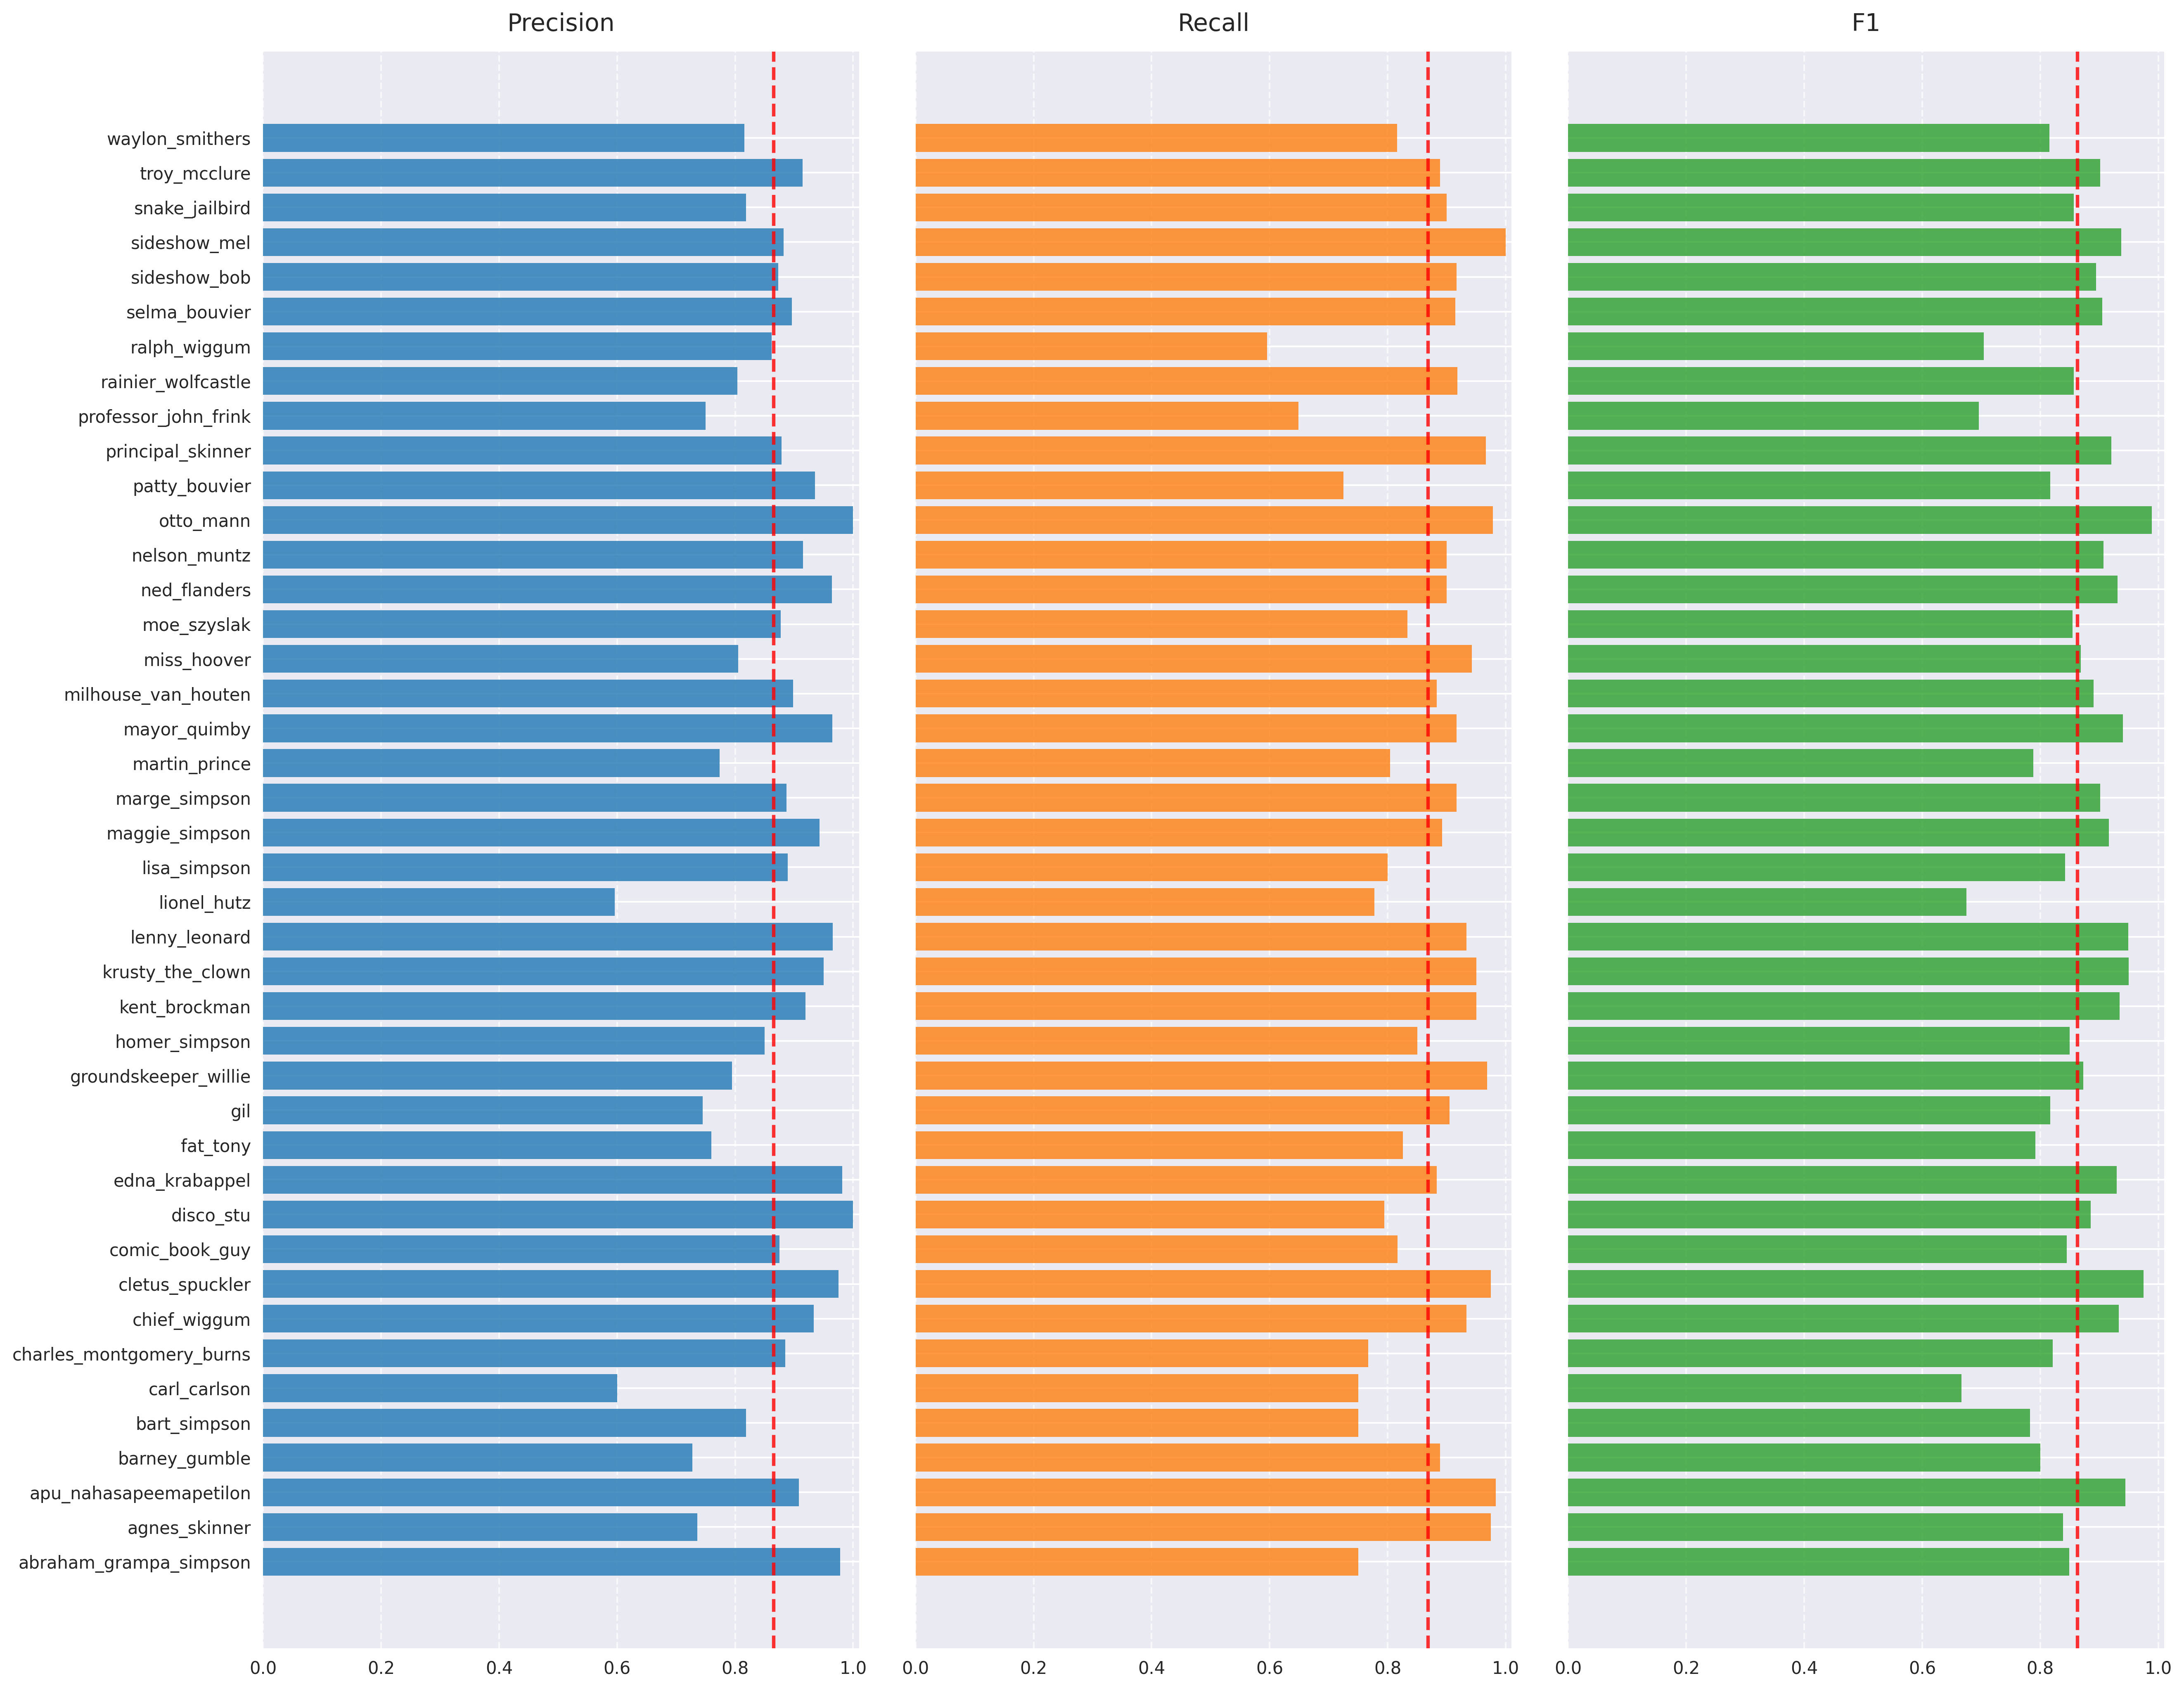 Precision Recall F1
waylon_smithers
troy_mcclure
snake_jailbird
sideshow_mel
sideshow_bob
selma_bouvier
ralph_wiggum
rainier_wolfcastle
professor_john_frink
principal_skinner
patty_bouvier
otto_mann
nelson_muntz
ned_flanders
moe_szyslak
miss_hoover
milhouse_van_houten
mayor_quimby
martin_prince
marge_simpson
maggie_simpson
lisa_simpson
lionel_hutz
lenny_leonard
krusty_the_clown
kent_brockman
homer_simpson
groundskeeper_willie
gil
fat_tony
edna_krabappel
disco_stu
comic_book_guy
cletus_spuckler
chief_wiggum
charles_montgomery_burns
carl_carlson
bart_simpson
barney_gumble
apu_nahasapeemapetilon
agnes_skinner
abraham_grampa_simpson
0.0 0.2 0.4 0.6 0.8 1.0 0.0 0.2 0.4 0.6 0.8 1.0 0.0 0.2 0.4 0.6 0.8 1.0